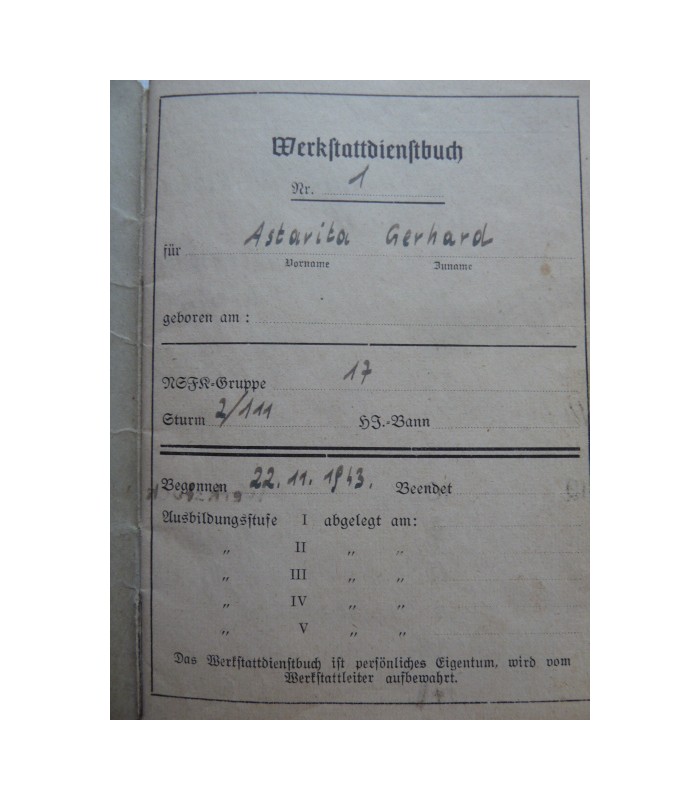 Werkstattdienstbuch
Nr. 1
für Astarita Gerhard
Vorname Zuname
geboren am :
NSFK-Gruppe 17
Sturm 2/111 HJ.-Bann
Begonnen 22. 11. 1943. Beendet
Ausbildungsstufe I abgelegt am:
„ II „ „
„ III „ „
„ IV „ „
„ V „ „
Das Werkstattdienstbuch ist persönliches Eigentum, wird vom
Werkstattleiter aufbewahrt.